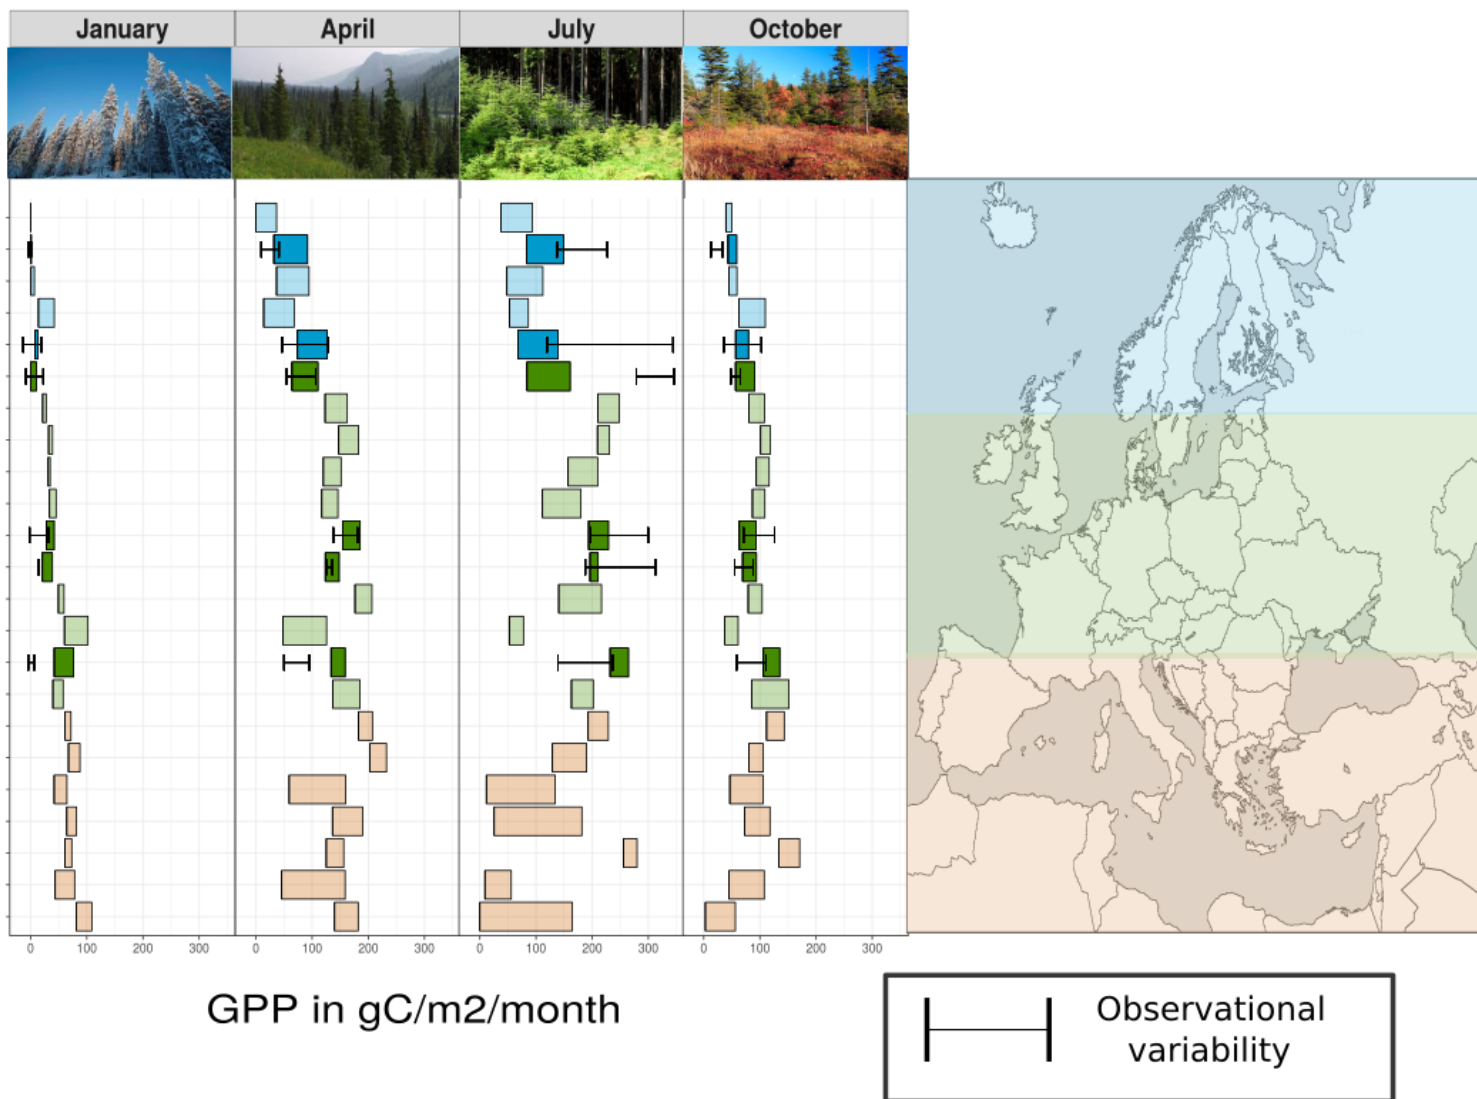 January April July October
0 100 200 300 0 100 200 300 0 100 200 300 0 100 200 300
GPP in gC/m2/month
Observational
variability